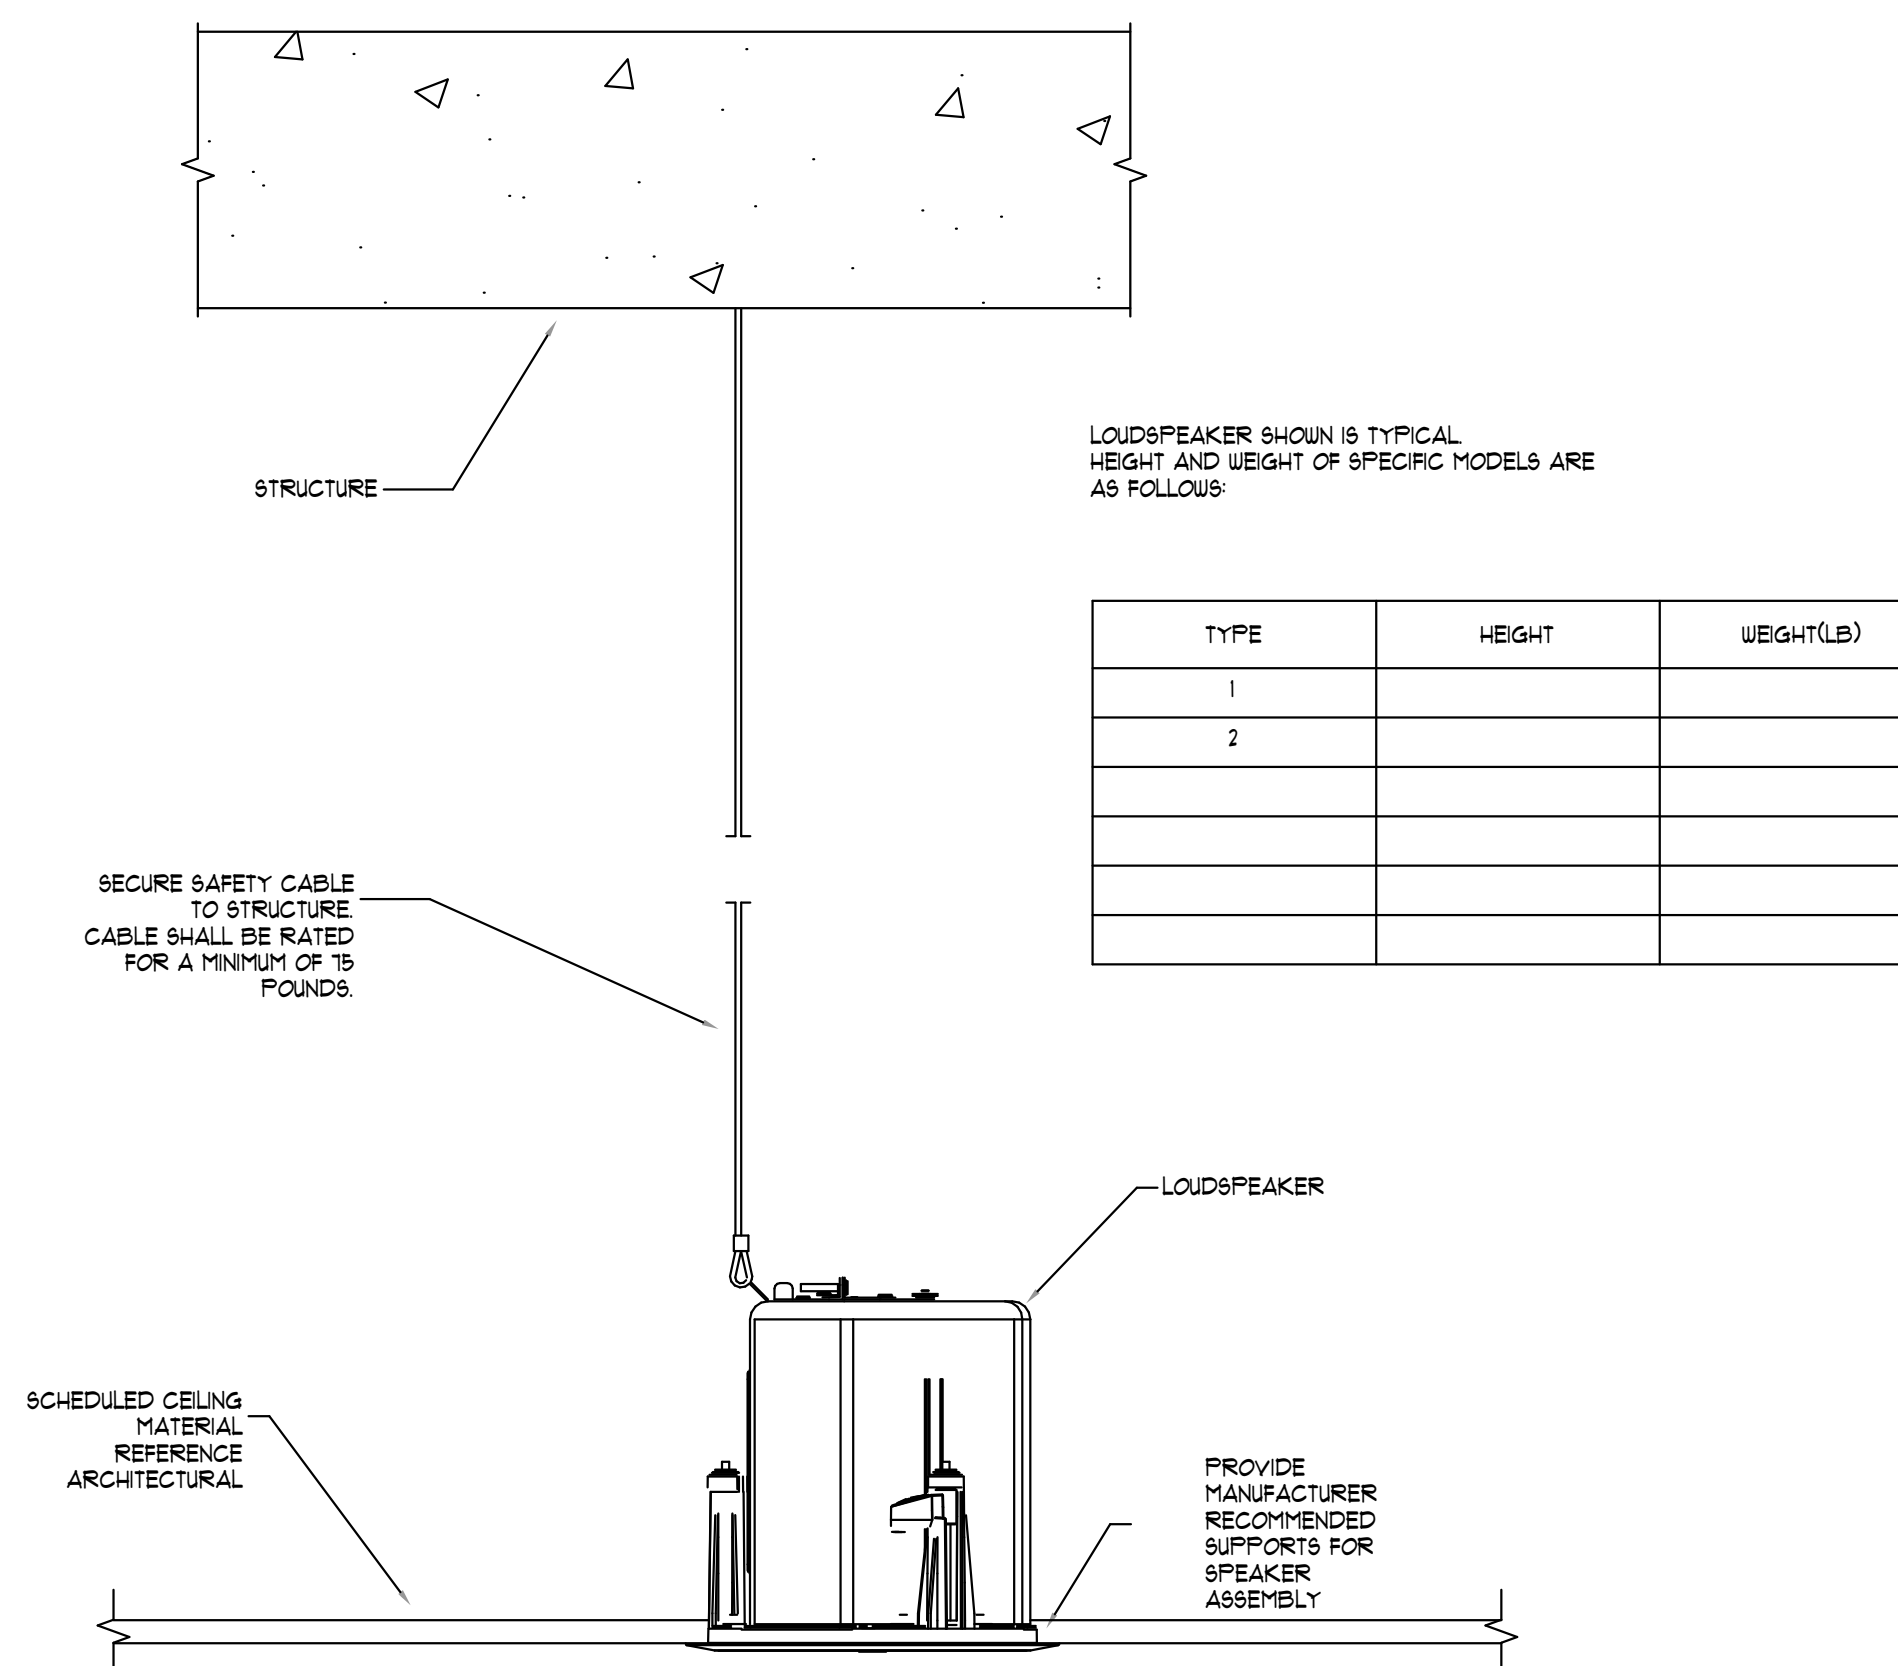 STRUCTURE
LOUDSPEAKER SHOWN IS TYPICAL.
HEIGHT AND WEIGHT OF SPECIFIC MODELS ARE
AS FOLLOWS:
TYPE HEIGHT WEIGHT(LB)
1
2
SECURE SAFETY CABLE
TO STRUCTURE.
CABLE SHALL BE RATED
FOR A MINIMUM OF 75
POUNDS.
LOUDSPEAKER
SCHEDULED CEILING
MATERIAL
REFERENCE
ARCHITECTURAL
PROVIDE
MANUFACTURER
RECOMMENDED
SUPPORTS FOR
SPEAKER
ASSEMBLY